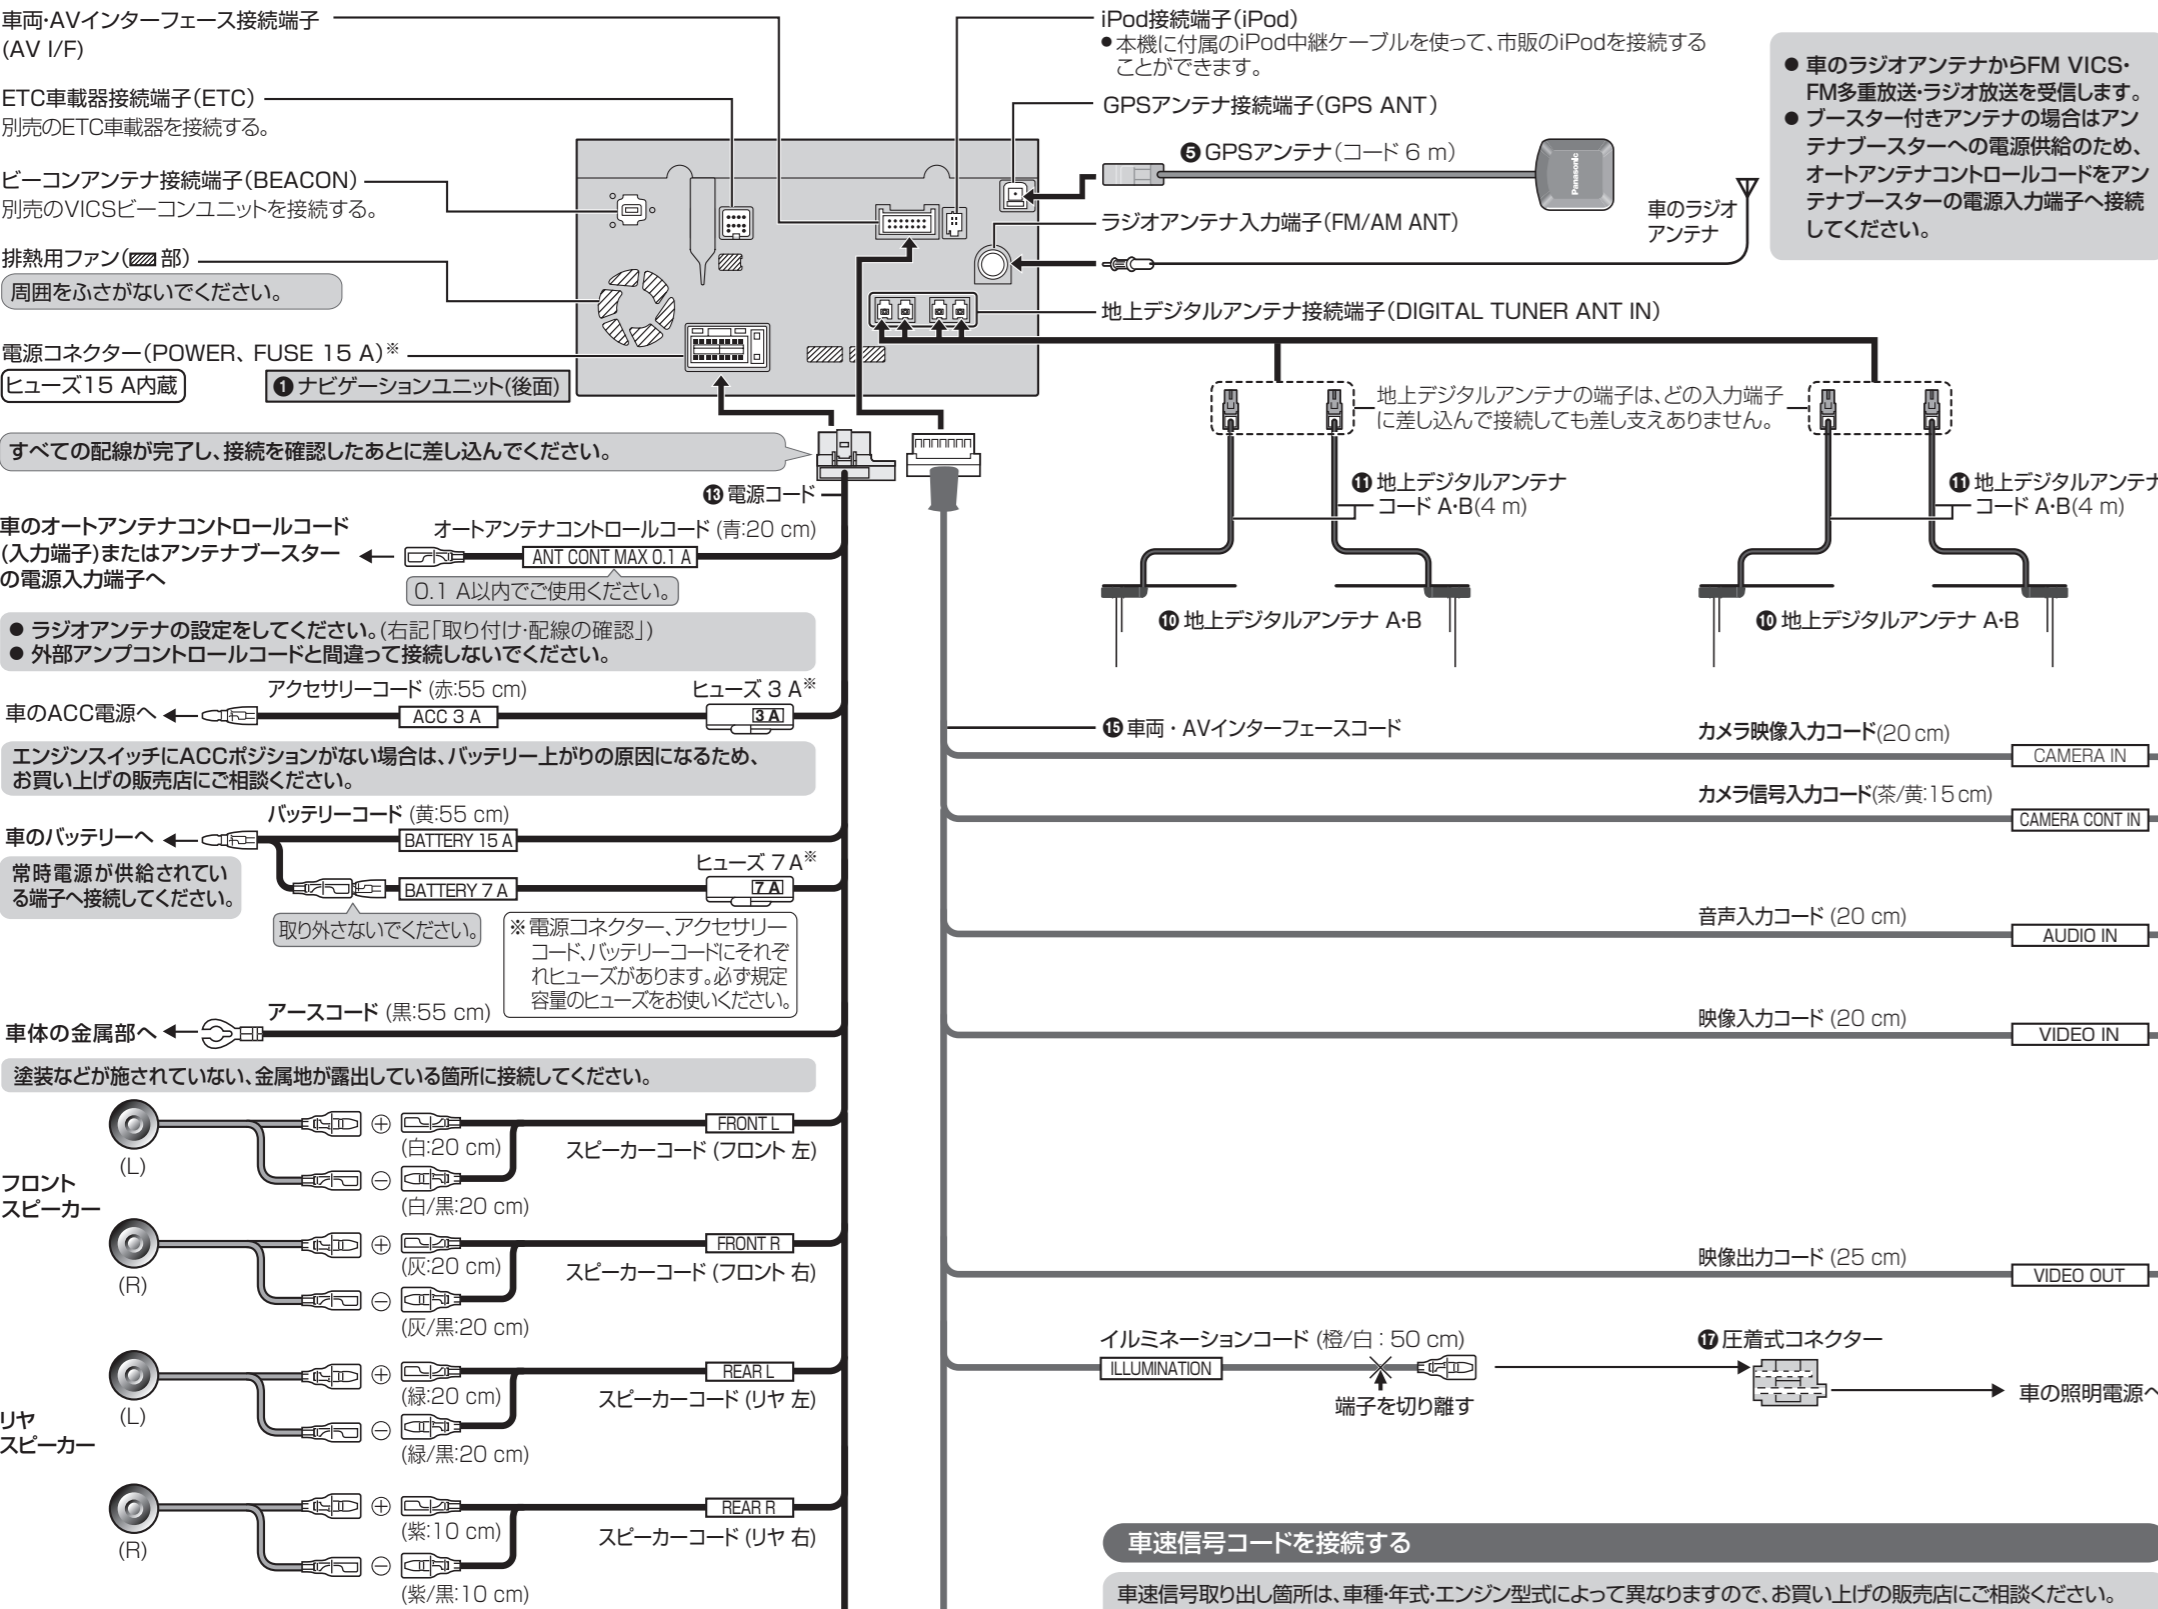 車両・AVインターフェース接続端子
(AV I/F)
ETC車載器接続端子(ETC)
別売のETC車載器を接続する。
ビーコンアンテナ接続端子(BEACON)
別売のVICSビーコンユニットを接続する。
排熱用ファン(部)
周囲をふさがないでください。
電源コネクター(POWER、FUSE 15 A)※
ヒューズ15 A内蔵
❶ナビゲーションユニット(後面)
iPod接続端子(iPod)
●本機に付属のiPod中継ケーブルを使って、市販のiPodを接続する
ことができます。
GPSアンテナ接続端子(GPS ANT)
❺GPSアンテナ(コード 6 m)
Panasonic
ラジオアンテナ入力端子(FM/AM ANT)
車のラジオ
アンテナ
地上デジタルアンテナ接続端子(DIGITAL TUNER ANT IN)
●車のラジオアンテナからFM VICS・
FM多重放送・ラジオ放送を受信します。
●ブースター付きアンテナの場合はアン
テナブースターへの電源供給のため、
オートアンテナコントロールコードをアン
テナブースターの電源入力端子へ接続
してください。
地上デジタルアンテナの端子は、どの入力端子
に差し込んで接続しても差し支えありません。
⓫地上デジタルアンテナ
コード A・B(4 m)
⓫地上デジタルアンテナ
コード A・B(4 m)
❿地上デジタルアンテナ A・B
❿地上デジタルアンテナ A・B
すべての配線が完了し、接続を確認したあとに差し込んでください。
⓭電源コード
車のオートアンテナコントロールコード
(入力端子)またはアンテナブースター
の電源入力端子へ
オートアンテナコントロールコード (青:20 cm)
ANT CONT MAX 0.1 A
0.1 A以内でご使用ください。
●ラジオアンテナの設定をしてください。(右記「取り付け・配線の確認」)
●外部アンプコントロールコードと間違って接続しないでください。
アクセサリーコード (赤:55 cm)
ヒューズ 3 A※
車のACC電源へ
ACC 3 A
3 A
エンジンスイッチにACCポジションがない場合は、バッテリー上がりの原因になるため、
お買い上げの販売店にご相談ください。
バッテリーコード (黄:55 cm)
車のバッテリーへ
BATTERY 15 A
常時電源が供給されてい
る端子へ接続してください。
ヒューズ 7 A※
BATTERY 7 A
7 A
取り外さないでください。
※電源コネクター、アクセサリー
コード、バッテリーコードにそれぞ
れヒューズがあります。必ず規定
容量のヒューズをお使いください。
アースコード (黒:55 cm)
車体の金属部へ
塗装などが施されていない、金属地が露出している箇所に接続してください。
フロント
スピーカー
(L)
⊕
(白:20 cm)
FRONT L
スピーカーコード (フロント 左)
⊖
(白/黒:20 cm)
(R)
⊕
(灰:20 cm)
FRONT R
スピーカーコード (フロント 右)
⊖
(灰/黒:20 cm)
リヤ
スピーカー
(L)
⊕
(緑:20 cm)
REAR L
スピーカーコード (リヤ 左)
⊖
(緑/黒:20 cm)
(R)
⊕
(紫:10 cm)
REAR R
スピーカーコード (リヤ 右)
⊖
(紫/黒:10 cm)
⓯車両・AVインターフェースコード
カメラ映像入力コード(20 cm)
CAMERA IN
カメラ信号入力コード(茶/黄:15 cm)
CAMERA CONT IN
音声入力コード (20 cm)
AUDIO IN
映像入力コード (20 cm)
VIDEO IN
映像出力コード (25 cm)
VIDEO OUT
イルミネーションコード (橙/白:50 cm)
ILLUMINATION
端子を切り離す
⓱圧着式コネクター
車の照明電源へ
車速信号コードを接続する
車速信号取り出し箇所は、車種・年式・エンジン型式によって異なりますので、お買い上げの販売店にご相談ください。